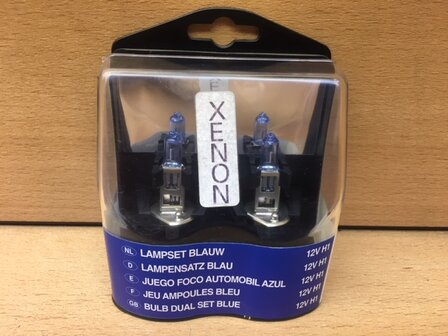 XENON
NL LAMPSET BLAUW 12V H1
D LAMPENSATZ BLAU 12V H1
E JUEGO FOCO AUTOMOBIL AZUL 12V H1
F JEU AMPOULES BLEU 12V H1
GB BULB DUAL SET BLUE 12V H1